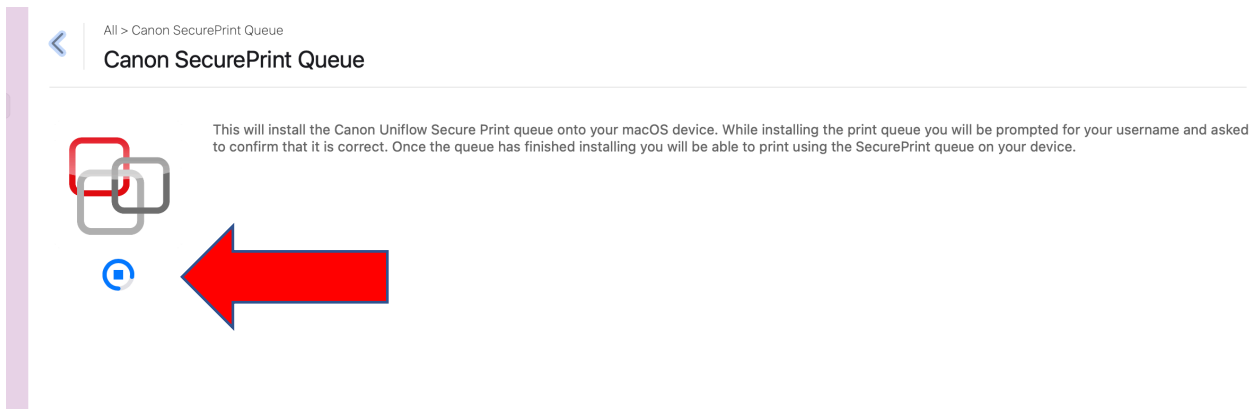 All > Canon SecurePrint Queue
Canon SecurePrint Queue
This will install the Canon Uniflow Secure Print queue onto your macOS device. While installing the print queue you will be prompted for your username and asked
to confirm that it is correct. Once the queue has finished installing you will be able to print using the SecurePrint queue on your device.